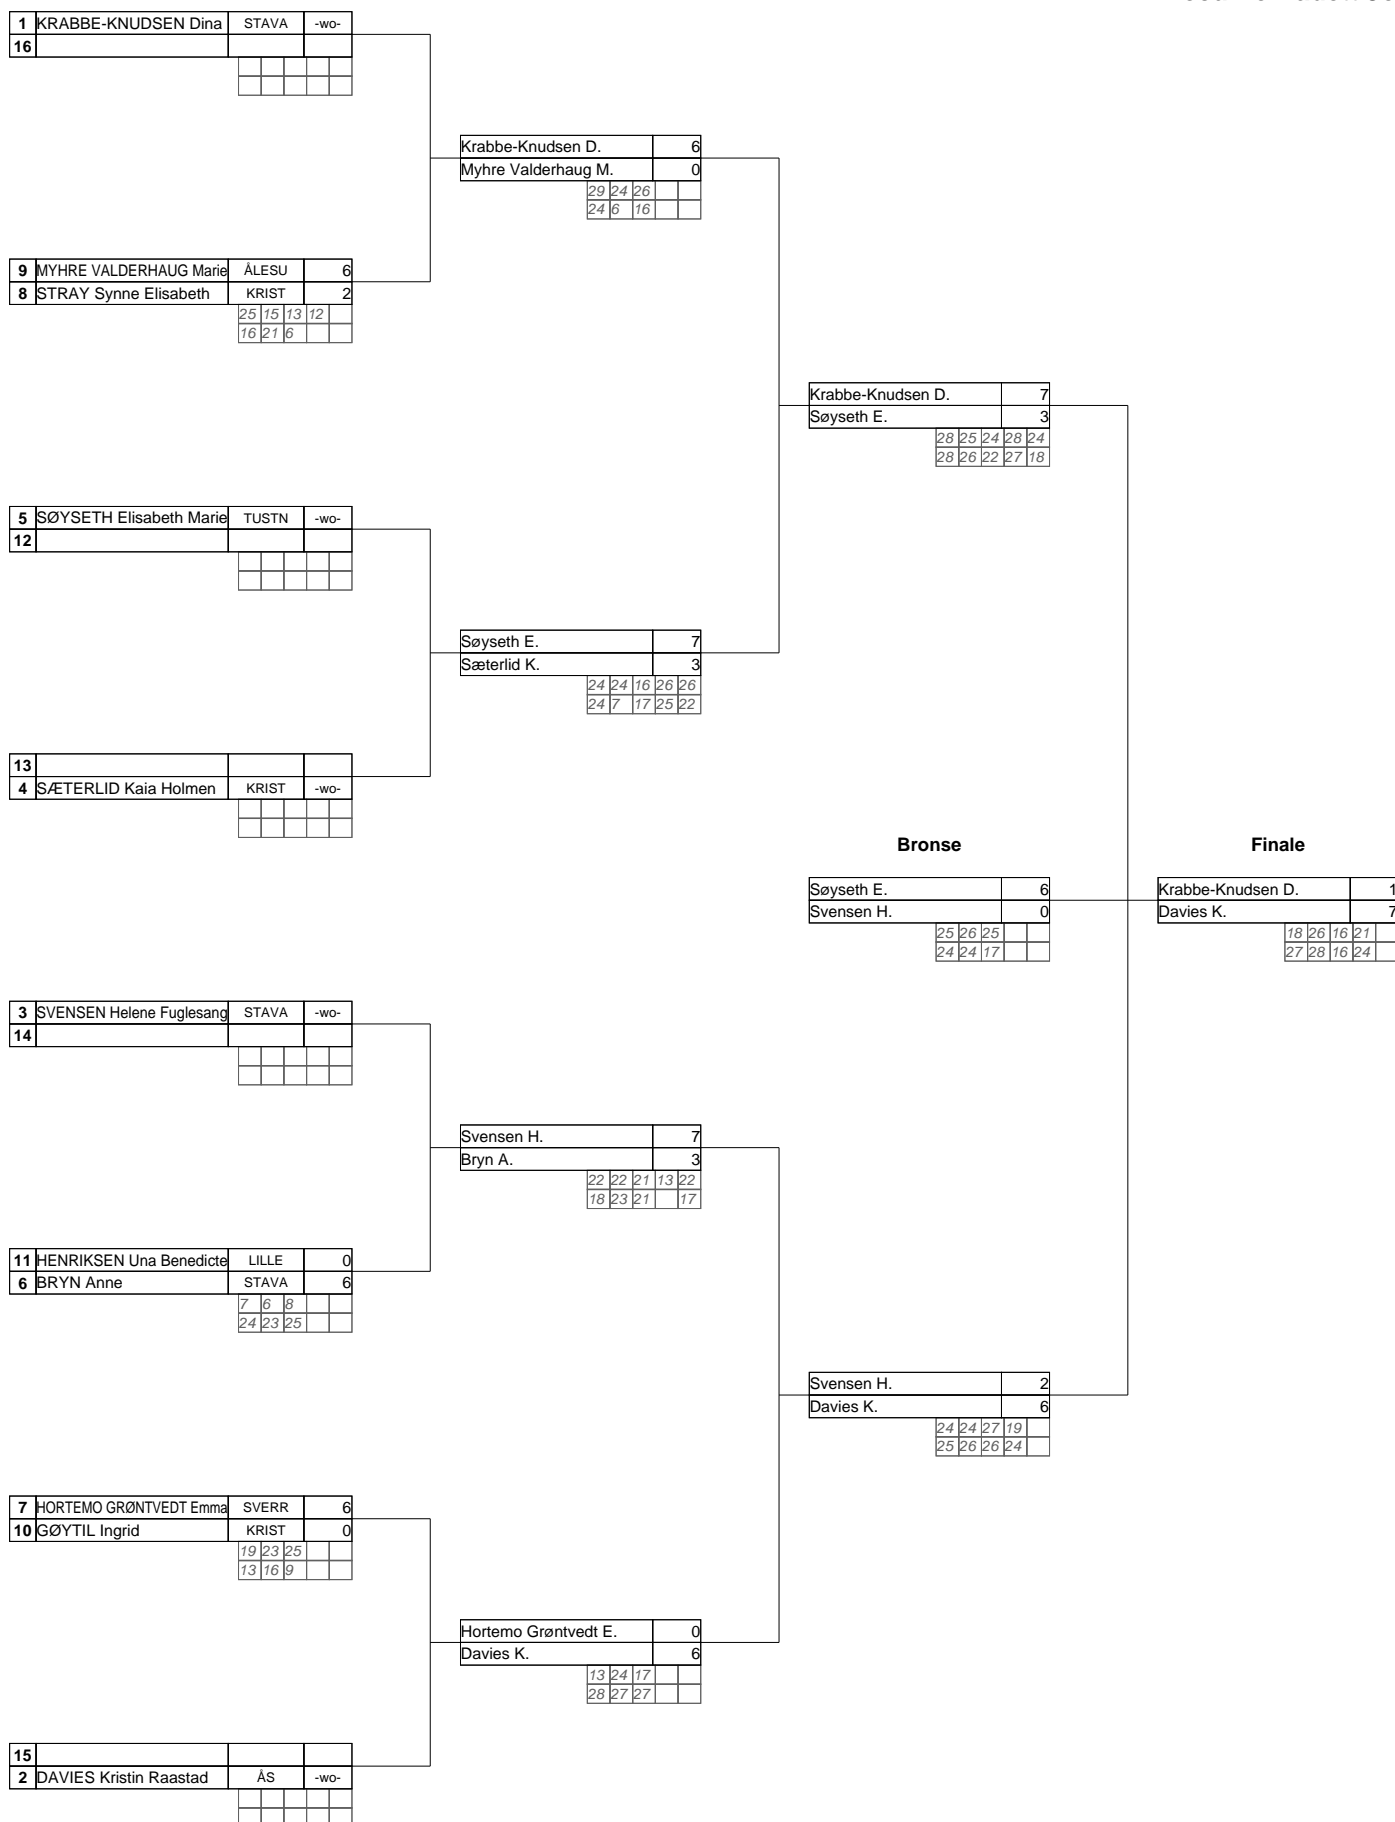 1 KRABBE-KNUDSEN Dina STAVA -wo-
16
Krabbe-Knudsen D. 6
Myhre Valderhaug M. 0
29 24 26
24 6 16
9 MYHRE VALDERHAUG Marie ÅLESU 6
8 STRAY Synne Elisabeth KRIST 2
25 15 13 12
16 21 6
Krabbe-Knudsen D. 7
Søyseth E. 3
28 25 24 28 24
28 26 22 27 18
5 SØYSETH Elisabeth Marie TUSTN -wo-
12
Søyseth E. 7
Sæterlid K. 3
24 24 16 26 26
24 7 17 25 22
13
4 SÆTERLID Kaia Holmen KRIST -wo-
Bronse Finale
Søyseth E. 6 Krabbe-Knudsen D. 1
Svensen H. 0 Davies K. 7
25 26 25 18 26 16 21
24 24 17 27 28 16 24
3 SVENSEN Helene Fuglesang STAVA -wo-
14
Svensen H. 7
Bryn A. 3
22 22 21 13 22
18 23 21 17
11 HENRIKSEN Una Benedicte LILLE 0
6 BRYN Anne STAVA 6
7 6 8
24 23 25
Svensen H. 2
Davies K. 6
24 24 27 19
25 26 26 24
7 HORTEMO GRØNTVEDT Emma SVERR 6
10 GØYTIL Ingrid KRIST 0
19 23 25
13 16 9
Hortemo Grøntvedt E. 0
Davies K. 6
13 24 17
28 27 27
15
2 DAVIES Kristin Raastad ÅS -wo-